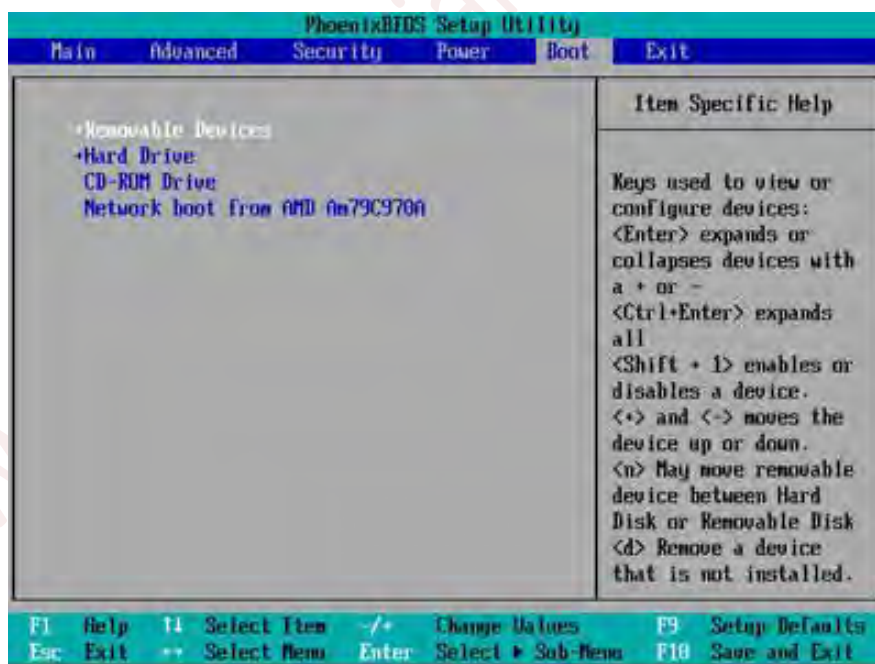 PhoenixBIOS Setup Utility
Main Advanced Security Power Boot Exit
+Removable Devices
+Hard Drive
CD-ROM Drive
Network boot from AMD Am79C970A
Item Specific Help
Keys used to view or
configure devices:
<Enter> expands or
collapses devices with
a + or -
<Ctrl+Enter> expands
all
<Shift + 1> enables or
disables a device.
<+> and <-> moves the
device up or down.
<n> May move removable
device between Hard
Disk or Removable Disk
<d> Remove a device
that is not installed.
F1 Help ↑↓ Select Item -/+ Change Values F9 Setup Defaults
Esc Exit ↔ Select Menu Enter Select ▶ Sub-Menu F10 Save and Exit